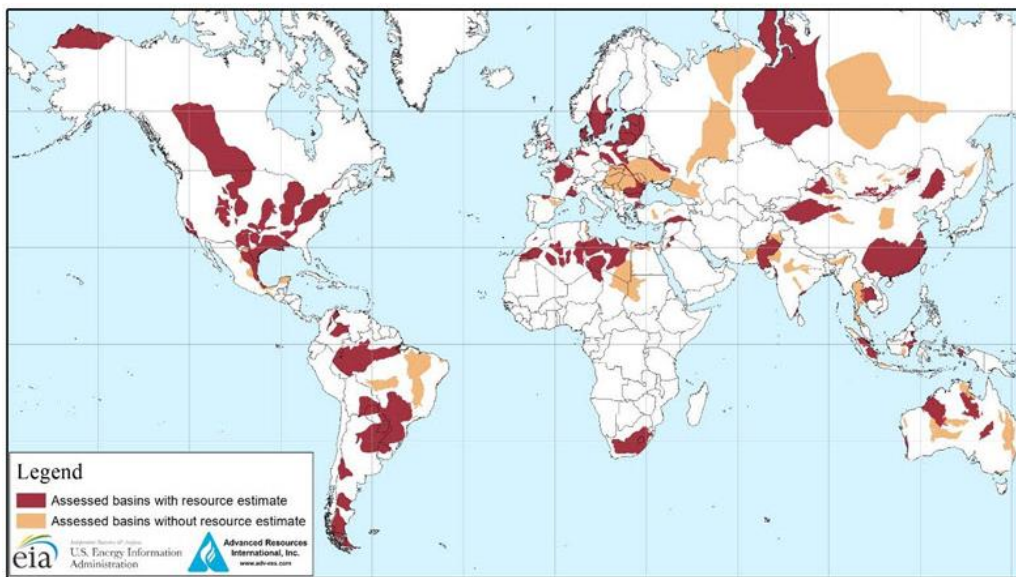 Legend
Assessed basins with resource estimate
Assessed basins without resource estimate
eia
U.S. Energy Information
Administration
Advanced Resources
International, Inc.
www.adv-res.com